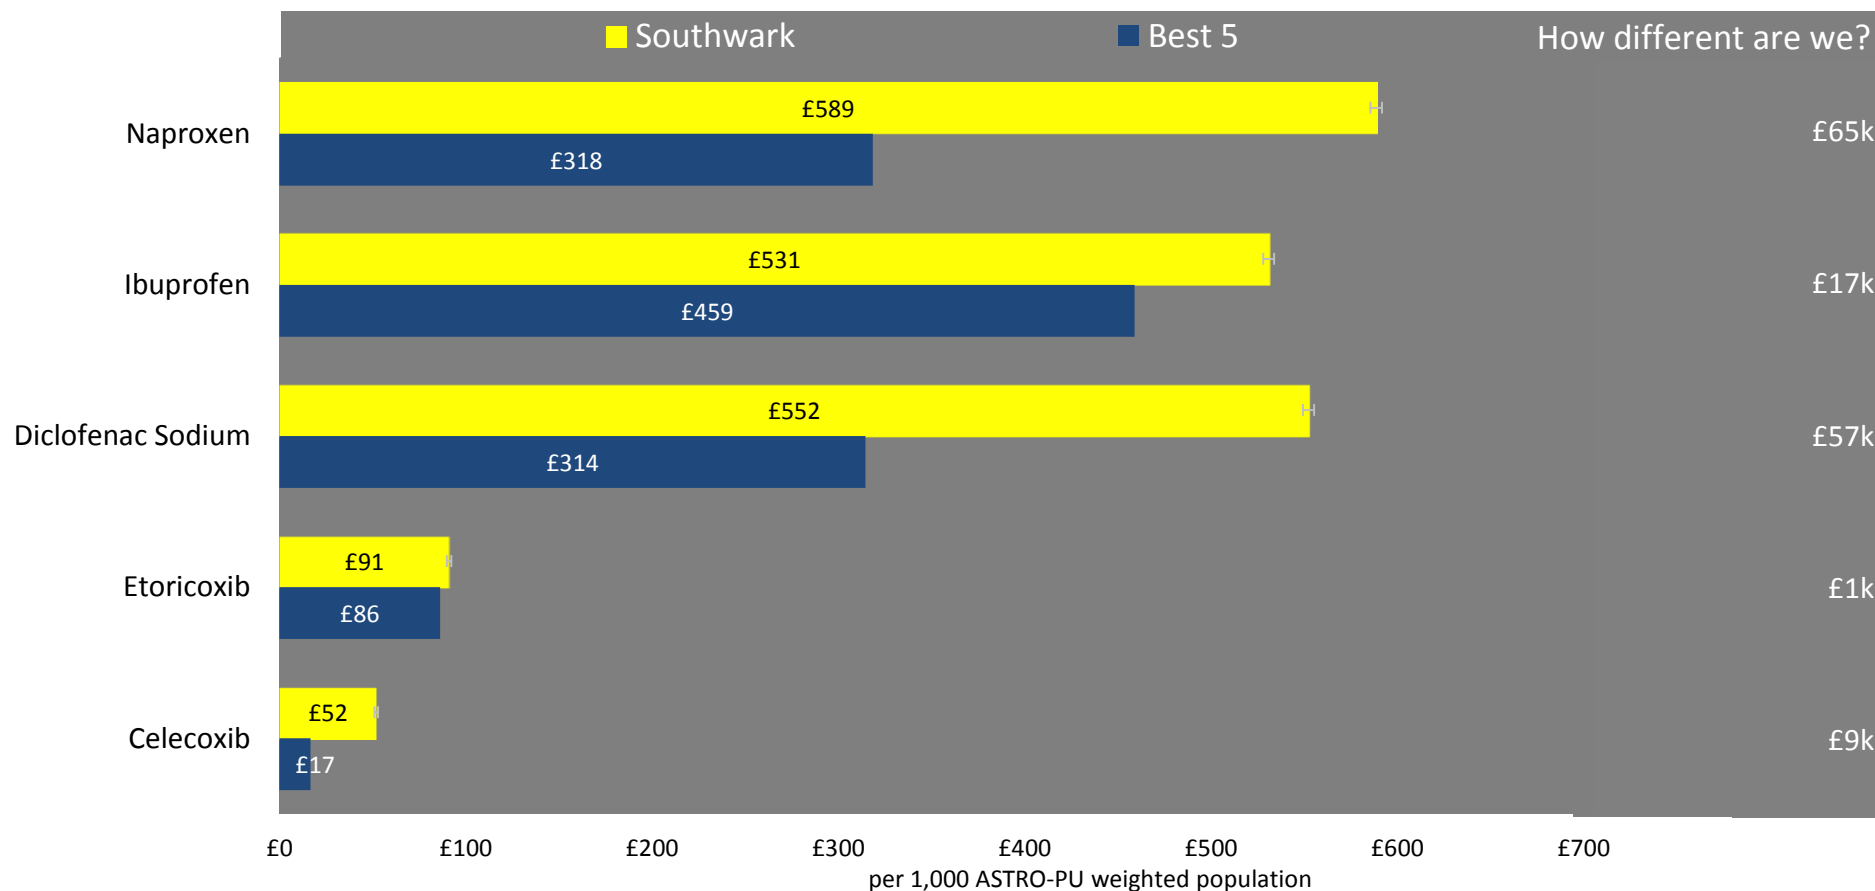 Southwark Best 5 How different are we?
Naproxen £589 £318 £65k
Ibuprofen £531 £459 £17k
Diclofenac Sodium £552 £314 £57k
Etoricoxib £91 £86 £1k
Celecoxib £52 £17 £9k
£0 £100 £200 £300 £400 £500 £600 £700
per 1,000 ASTRO-PU weighted population